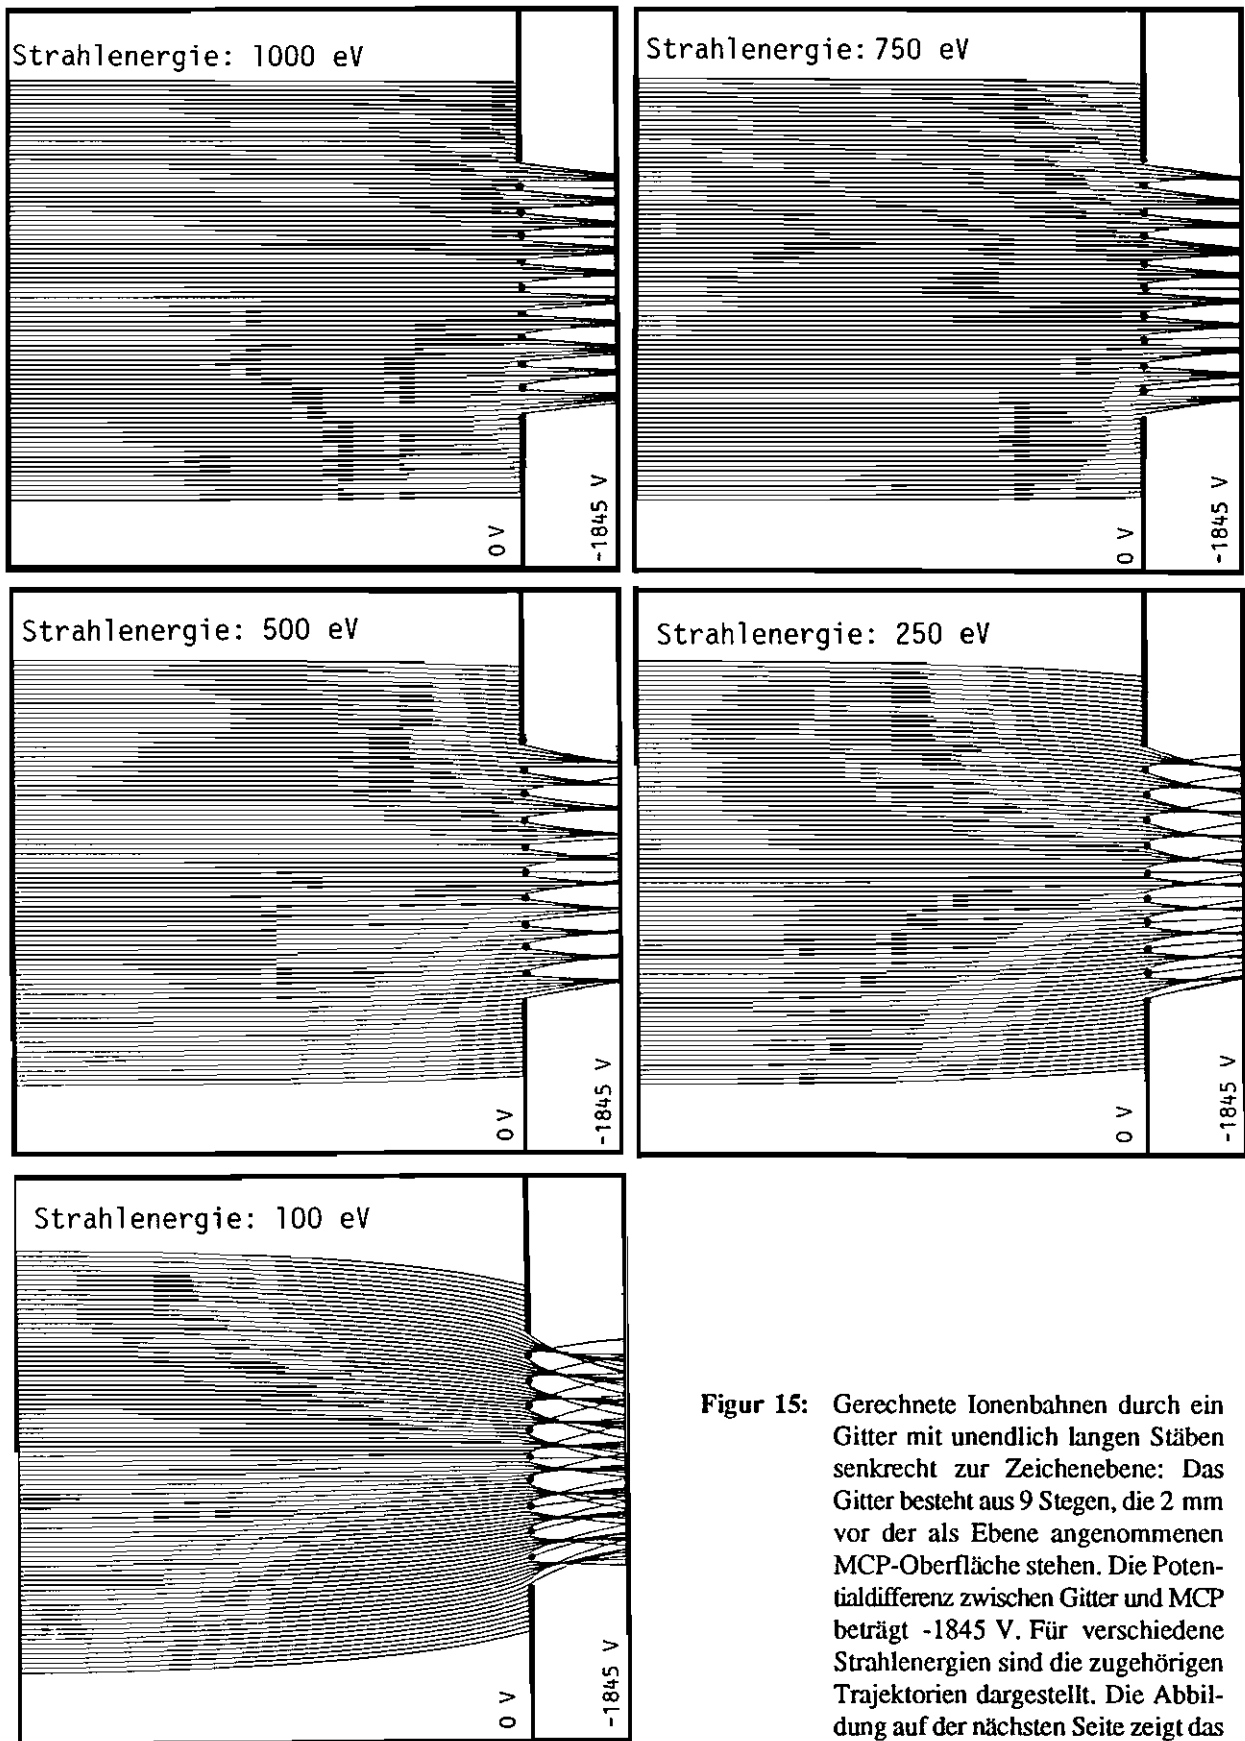 Strahlenergie: 1000 eV
0 V
-1845 V
Strahlenergie: 750 eV
0 V
-1845 V
Strahlenergie: 500 eV
0 V
-1845 V
Strahlenergie: 250 eV
0 V
-1845 V
Strahlenergie: 100 eV
0 V
-1845 V
Figur 15: Gerechnete Ionenbahnen durch ein
Gitter mit unendlich langen Stäben
senkrecht zur Zeichenebene: Das
Gitter besteht aus 9 Stegen, die 2 mm
vor der als Ebene angenommenen
MCP-Oberfläche stehen. Die Poten-
tialdifferenz zwischen Gitter und MCP
beträgt -1845 V. Für verschiedene
Strahlenergien sind die zugehörigen
Trajektorien dargestellt. Die Abbil-
dung auf der nächsten Seite zeigt das